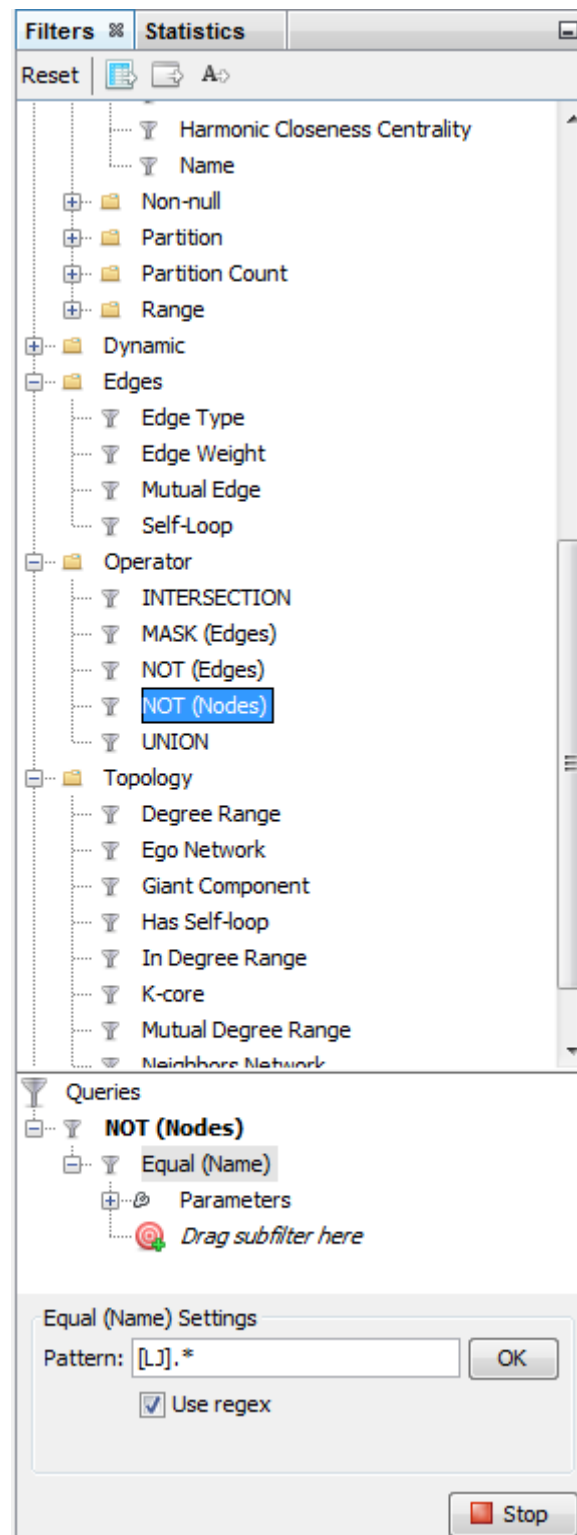 Filters Statistics
Reset A
Harmonic Closeness Centrality
Name
Non-null
Partition
Partition Count
Range
Dynamic
Edges
Edge Type
Edge Weight
Mutual Edge
Self-Loop
Operator
INTERSECTION
MASK (Edges)
NOT (Edges)
NOT (Nodes)
UNION
Topology
Degree Range
Ego Network
Giant Component
Has Self-loop
In Degree Range
K-core
Mutual Degree Range
Neighbors Network
Queries
NOT (Nodes)
Equal (Name)
Parameters
Drag subfilter here
Equal (Name) Settings
Pattern: [LJ].* OK
Use regex
Stop